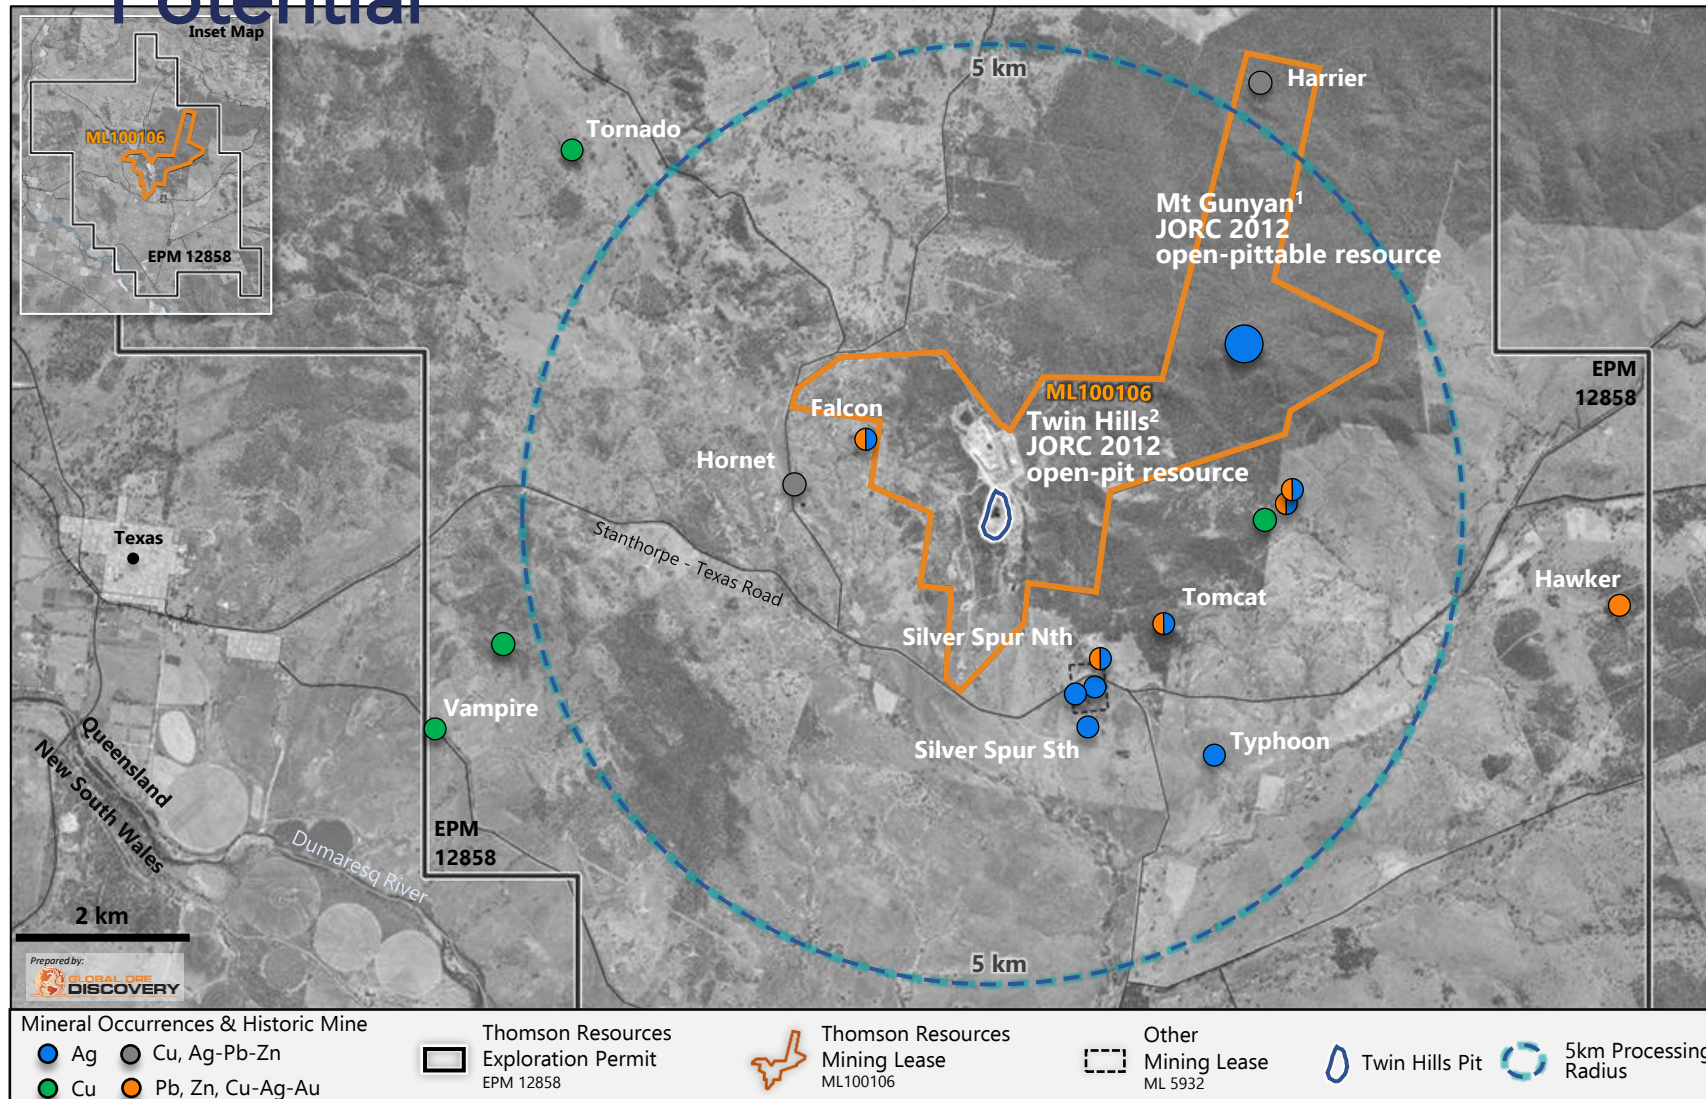 Potential
Inset Map
ML100106
EPM 12858
5 km
Harrier
Tornado
Mt Gunyan1
JORC 2012
open-pittable resource
EPM
12858
ML100106
Falcon
Twin Hills2
JORC 2012
open-pit resource
Hornet
Texas
Stanthorpe - Texas Road
Hawker
Tomcat
Silver Spur Nth
Vampire
Silver Spur Sth
Typhoon
Queensland
New South Wales
Dumaresq River
EPM
12858
2 km
5 km
Prepared by:
GLOBAL ORE
DISCOVERY
Mineral Occurrences & Historic Mine
Ag
Cu, Ag-Pb-Zn
Cu
Pb, Zn, Cu-Ag-Au
Thomson Resources
Exploration Permit
EPM 12858
Thomson Resources
Mining Lease
ML100106
Other
Mining Lease
ML 5932
Twin Hills Pit
5km Processing
Radius